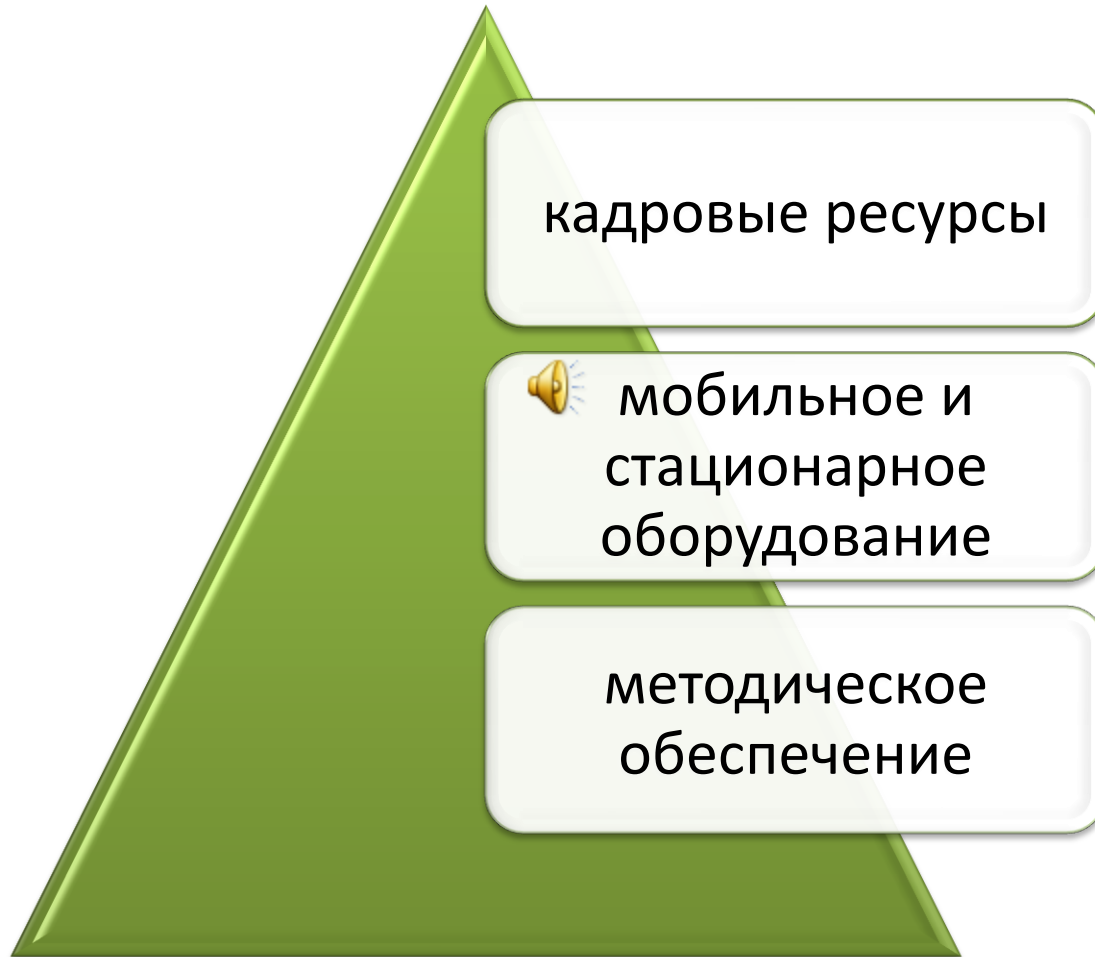 кадровые ресурсы
мобильное и
стационарное
оборудование
методическое
обеспечение